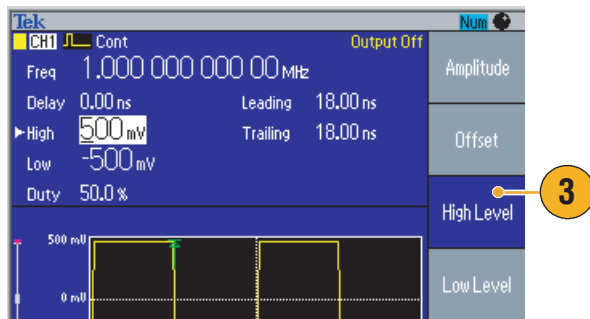 Tek Num
CH1 Cont Output Off
Freq 1.000 000 000 00 MHz
Delay 0.00 ns Leading 18.00 ns
High 500 mV Trailing 18.00 ns
Low -500 mV
Duty 50.0 %
500 mV
0 mV
Amplitude
Offset
High Level
Low Level
3